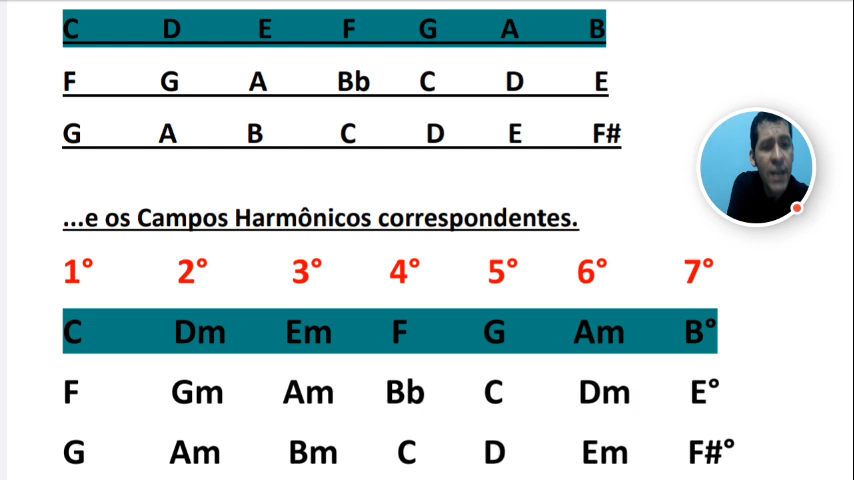 C D E F G A B
F G A Bb C D E
G A B C D E F#
...e os Campos Harmônicos correspondentes.
1° 2° 3° 4° 5° 6° 7°
C Dm Em F G Am B°
F Gm Am Bb C Dm E°
G Am Bm C D Em F#°